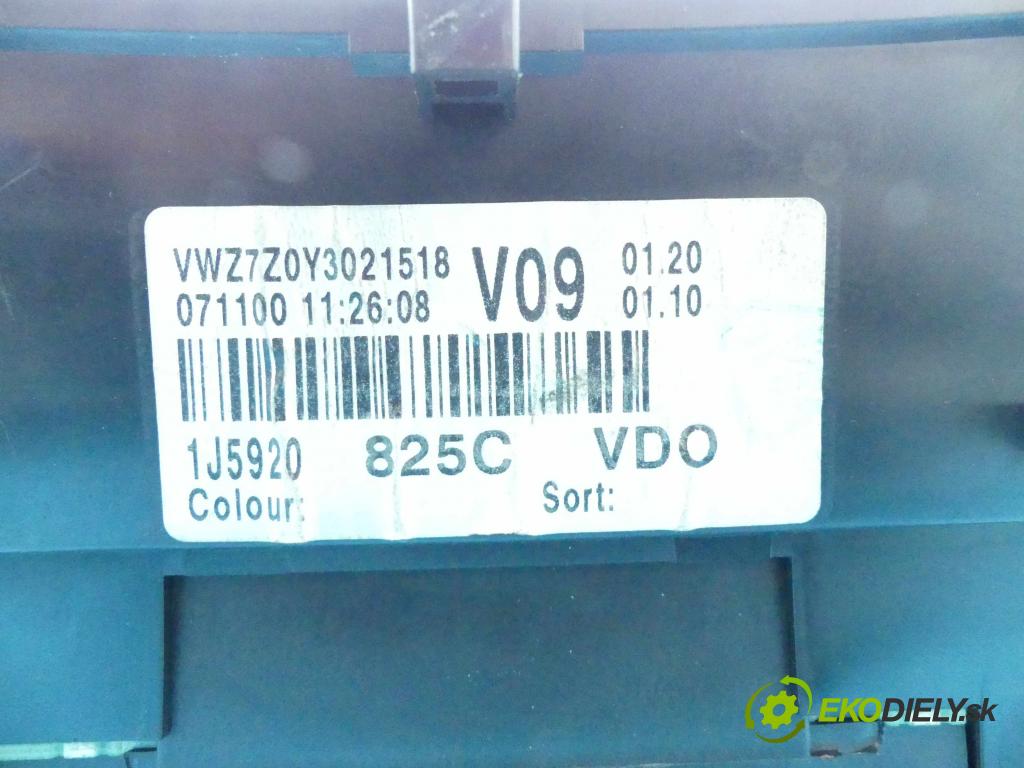 VWZ7Z0Y3021518 V09 01.20
071100 11:26:08 01.10
1J5920 825C VDO
Colour: Sort:
EKODIELY.sk